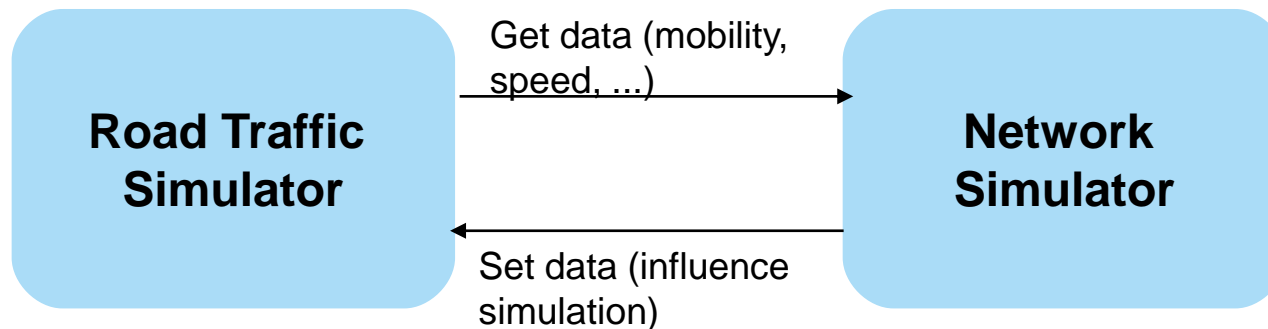 Get data (mobility,
speed, ...)
Road Traffic
Simulator
Network
Simulator
Set data (influence
simulation)